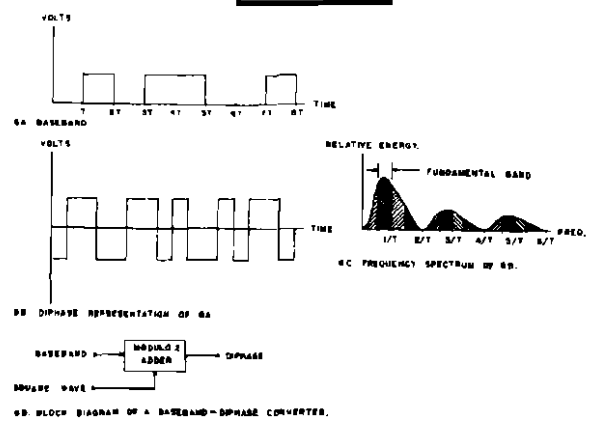 VOLTS
T 2T 3T 4T 5T 6T 7T 8T
TIME
6A BASEBAND
VOLTS
TIME
6B DIPHASE REPRESENTATION OF 6A
RELATIVE ENERGY.
FUNDAMENTAL BAND
1/T 2/T 3/T 4/T 5/T 6/T
FREQ.
6C FREQUENCY SPECTRUM OF 6B.
BASEBAND
MODULO 2
ADDER
DIPHASE
SQUARE WAVE
6D. BLOCK DIAGRAM OF A BASEBAND-DIPHASE CONVERTER.